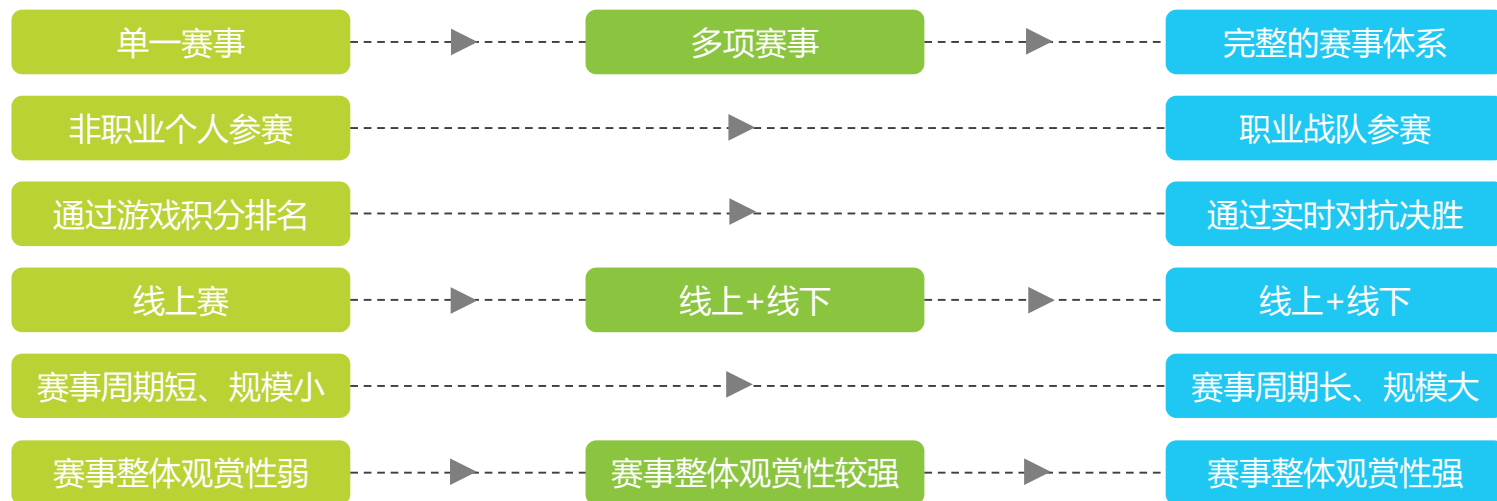 单一赛事 多项赛事 完整的赛事体系
非职业个人参赛 职业战队参赛
通过游戏积分排名 通过实时对抗决胜
线上赛 线上+线下 线上+线下
赛事周期短、规模小 赛事周期长、规模大
赛事整体观赏性弱 赛事整体观赏性较强 赛事整体观赏性强